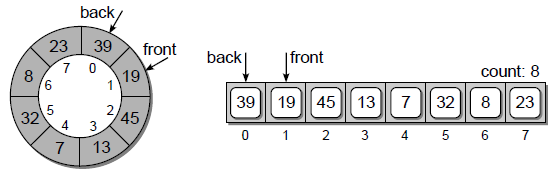 back
front
23 39
7 0
8 6 1 19
5 2
32 4 3 45
7 13
back front
count: 8
39 19 45 13 7 32 8 23
0 1 2 3 4 5 6 7